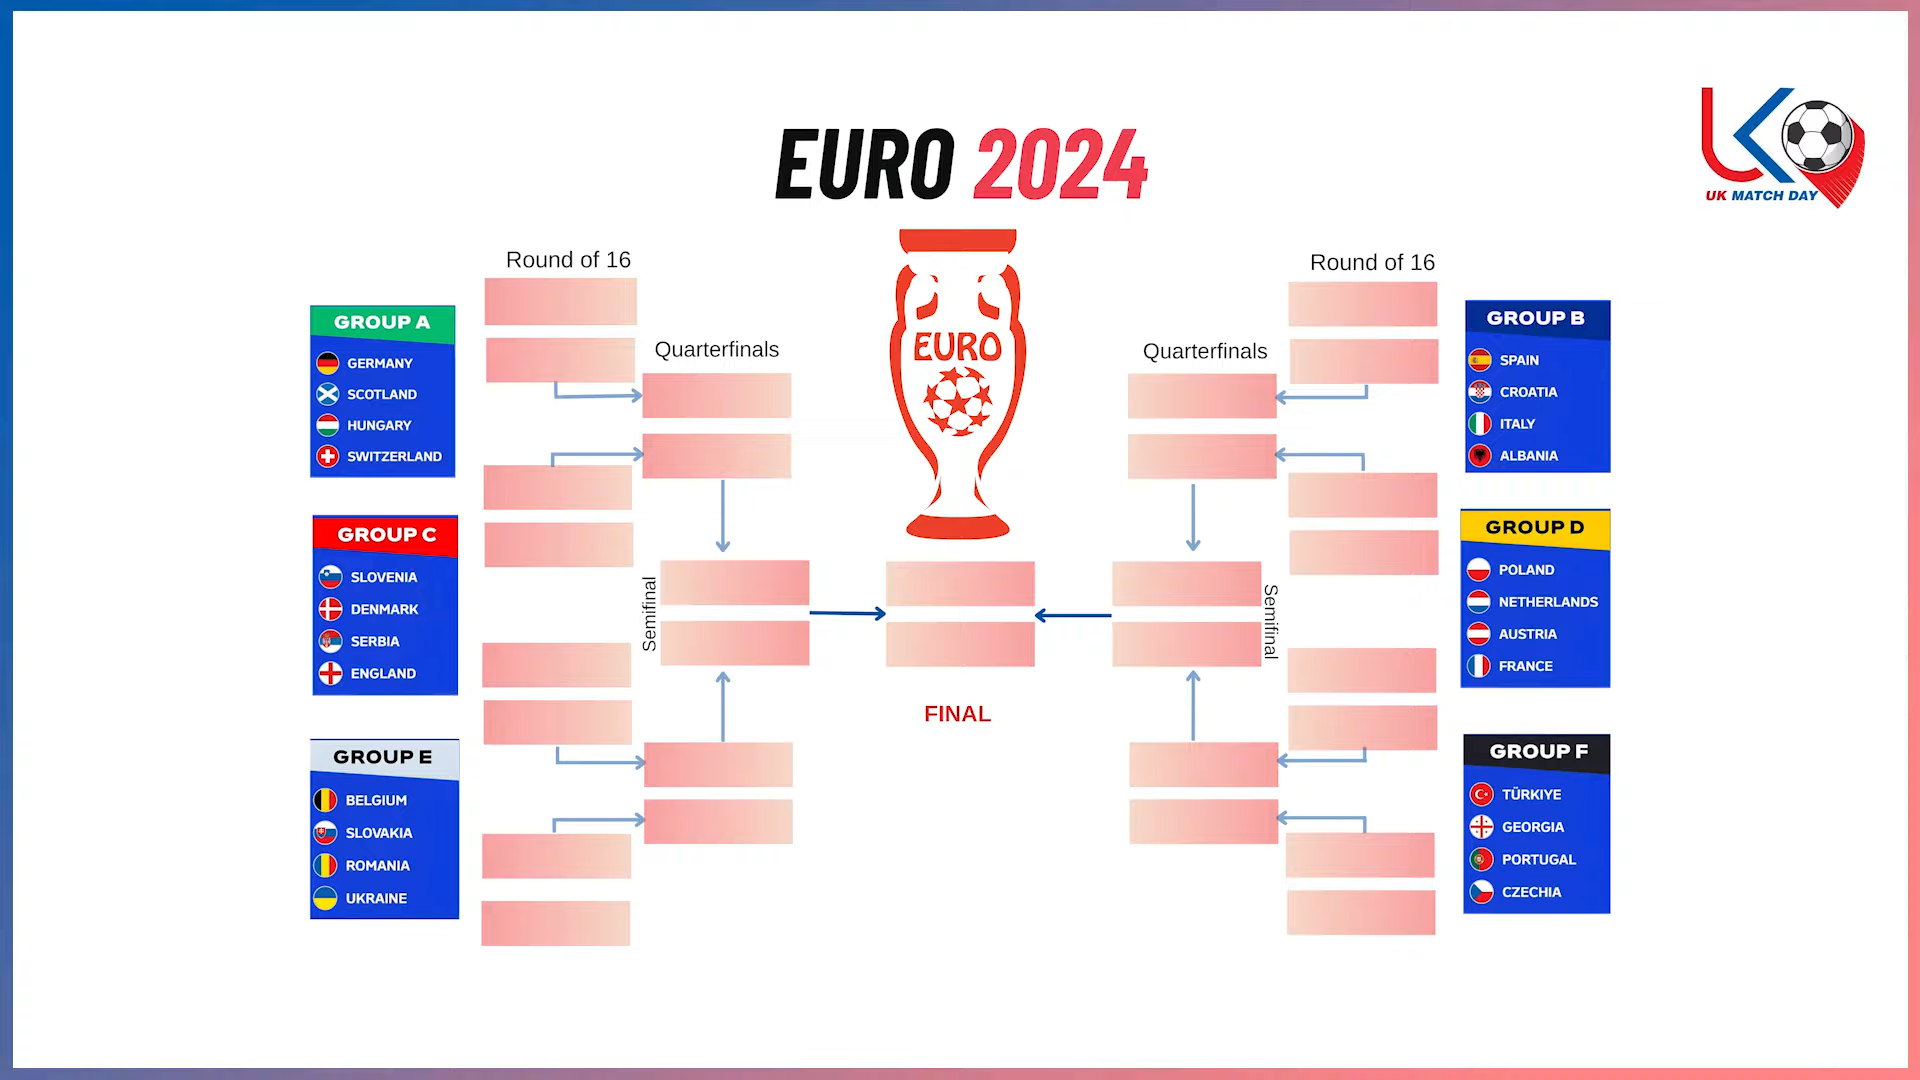 EURO 2024
UK MATCH DAY
Round of 16
Round of 16
Quarterfinals
Quarterfinals
EURO
GROUP A
GERMANY
SCOTLAND
HUNGARY
SWITZERLAND
GROUP B
SPAIN
CROATIA
ITALY
ALBANIA
GROUP C
SLOVENIA
DENMARK
SERBIA
ENGLAND
GROUP D
POLAND
NETHERLANDS
AUSTRIA
FRANCE
Semifinal
Semifinal
FINAL
GROUP E
BELGIUM
SLOVAKIA
ROMANIA
UKRAINE
GROUP F
TÜRKIYE
GEORGIA
PORTUGAL
CZECHIA